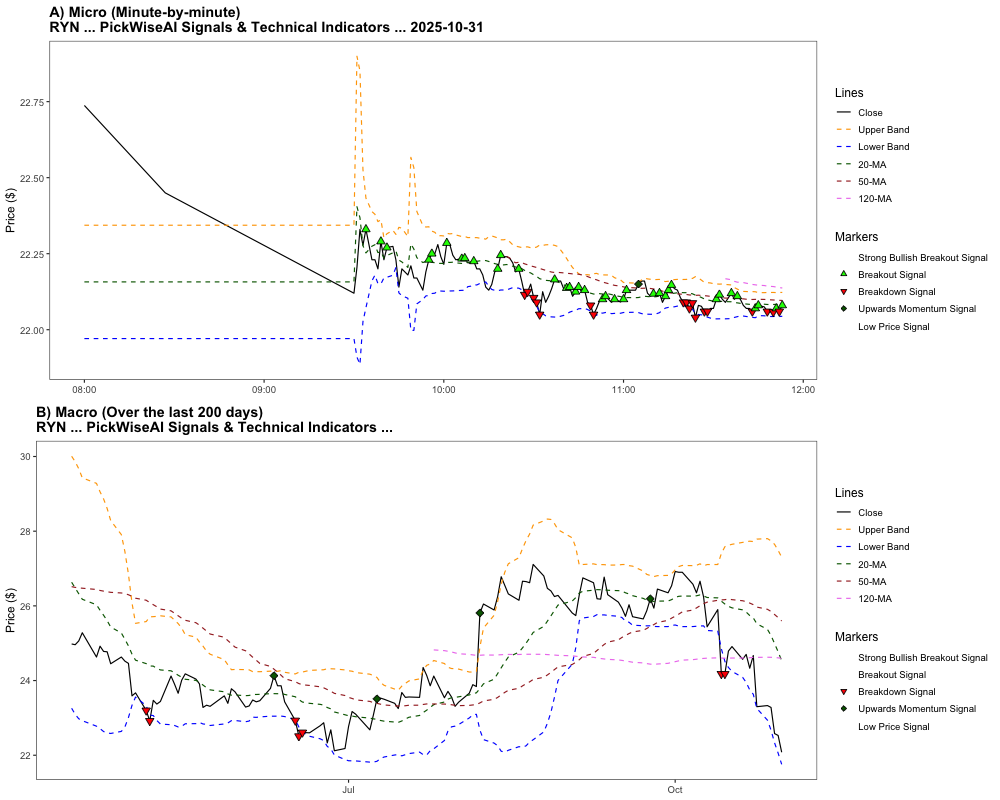 A) Micro (Minute-by-minute)
RYN ... PickWiseAI Signals & Technical Indicators ... 2025-10-31
Price ($)
22.75
22.50
22.25
22.00
08:00
09:00
10:00
11:00
12:00
Lines
Close
Upper Band
Lower Band
20-MA
50-MA
120-MA
Markers
Strong Bullish Breakout Signal
Breakout Signal
Breakdown Signal
Upwards Momentum Signal
Low Price Signal
B) Macro (Over the last 200 days)
RYN ... PickWiseAI Signals & Technical Indicators ...
Price ($)
30
28
26
24
22
Jul
Oct
Lines
Close
Upper Band
Lower Band
20-MA
50-MA
120-MA
Markers
Strong Bullish Breakout Signal
Breakout Signal
Breakdown Signal
Upwards Momentum Signal
Low Price Signal